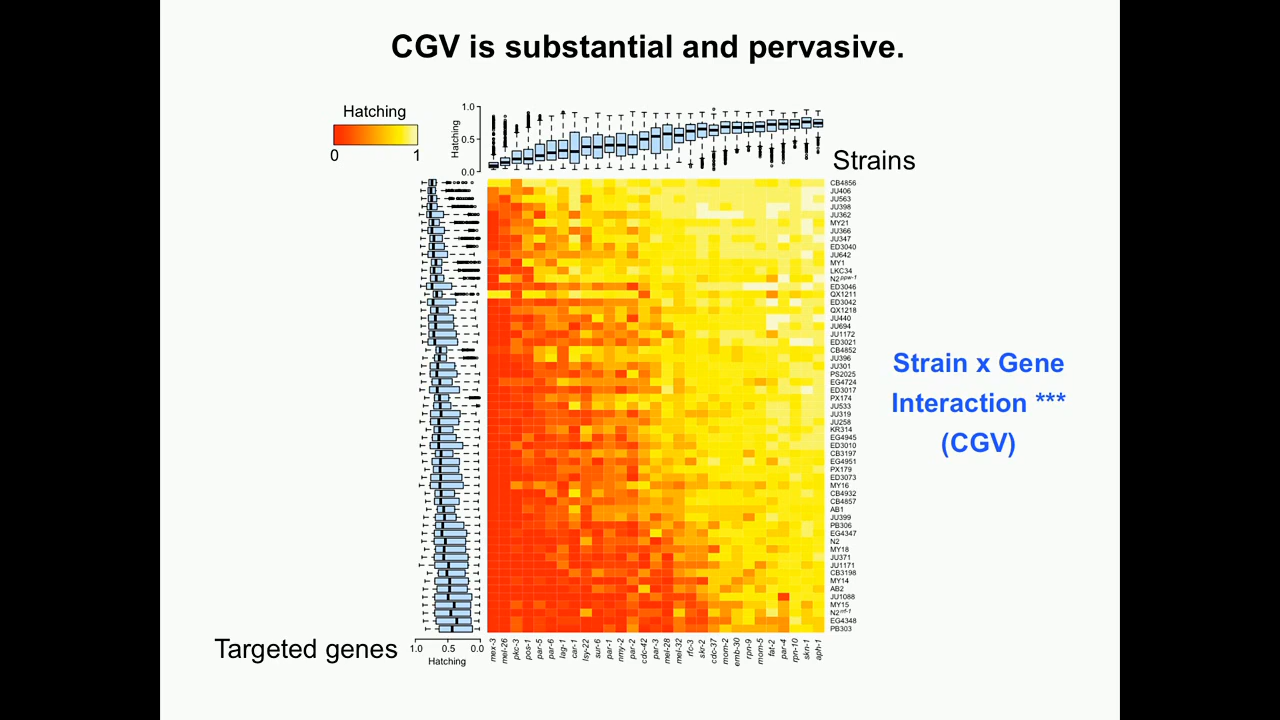 CGV is substantial and pervasive.
Hatching
0 1
Hatching
1.0
0.5
0.0
Strains
CB4856
JU406
JU563
JU398
JU362
MY21
JU366
JU347
ED3040
JU642
MY1
LKC34
N2ppw-1
ED3046
QX1211
ED3042
QX1218
JU440
JU694
JU1172
ED3021
CB4852
JU396
JU301
PS2025
EG4724
ED3017
PX174
JU533
JU319
JU258
KR314
EG4945
ED3010
CB3197
EG4951
PX179
ED3073
MY16
CB4932
CB4857
AB1
JU399
PB306
EG4347
N2
MY18
JU371
JU1171
CB3198
MY14
AB2
JU1088
MY15
N2rrf-1
EG4348
PB303
Strain x Gene
Interaction ***
(CGV)
Targeted genes
1.0 0.5 0.0
Hatching
mex-3
mel-26
pkc-3
pos-1
par-5
par-6
lag-1
car-1
lsy-22
sur-6
par-1
nmy-2
par-2
cdc-42
par-3
mel-28
mel-32
rfc-3
skr-2
cdc-37
mom-2
emb-30
rpn-9
mom-5
fat-2
par-4
rpn-10
skn-1
aph-1